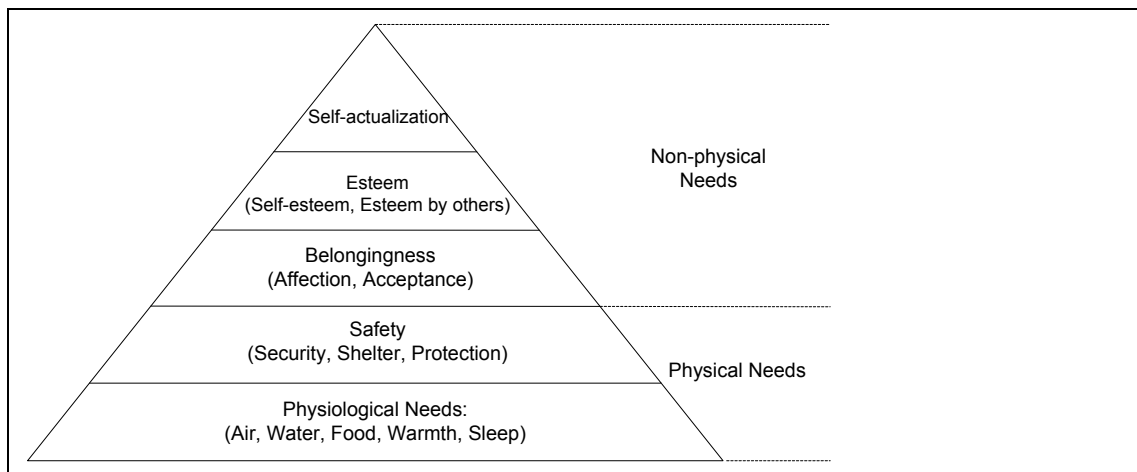 Self-actualization
Esteem
(Self-esteem, Esteem by others)
Belongingness
(Affection, Acceptance)
Safety
(Security, Shelter, Protection)
Physiological Needs:
(Air, Water, Food, Warmth, Sleep)
Non-physical
Needs
Physical Needs